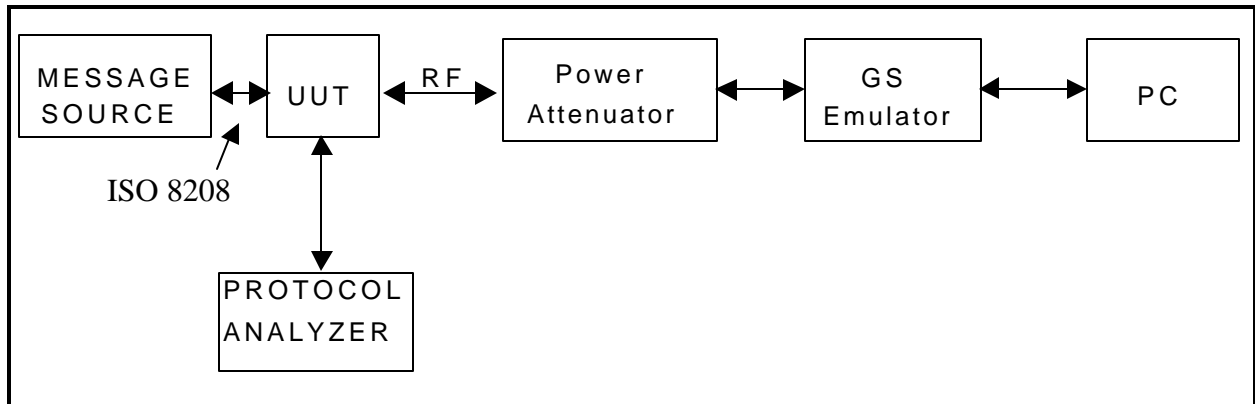 MESSAGE
SOURCE
UUT
RF
Power
Attenuator
GS
Emulator
PC
ISO 8208
PROTOCOL
ANALYZER